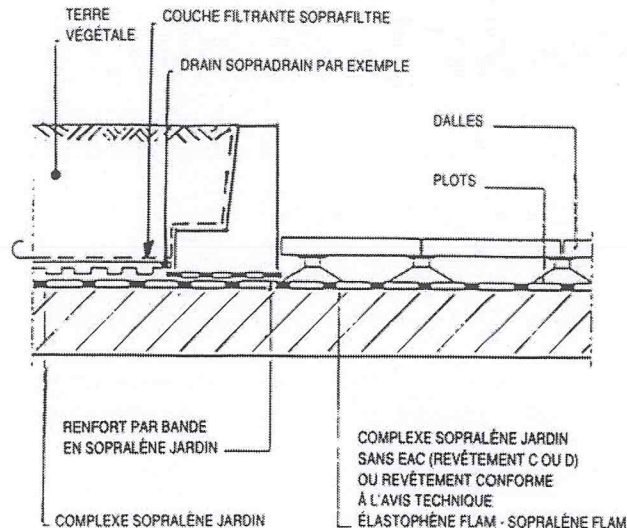 TERRE
VÉGÉTALE
COUCHE FILTRANTE SOPRAFILTRE
DRAIN SOPRADRAIN PAR EXEMPLE
DALLES
PLOTS
RENFORT PAR BANDE
EN SOPRALÈNE JARDIN
COMPLEXE SOPRALÈNE JARDIN
COMPLEXE SOPRALÈNE JARDIN
SANS EAC (REVÊTEMENT C OU D)
OU REVÊTEMENT CONFORME
À L'AVIS TECHNIQUE
ÉLASTOPHÈNE FLAM - SOPRALÈNE FLAM